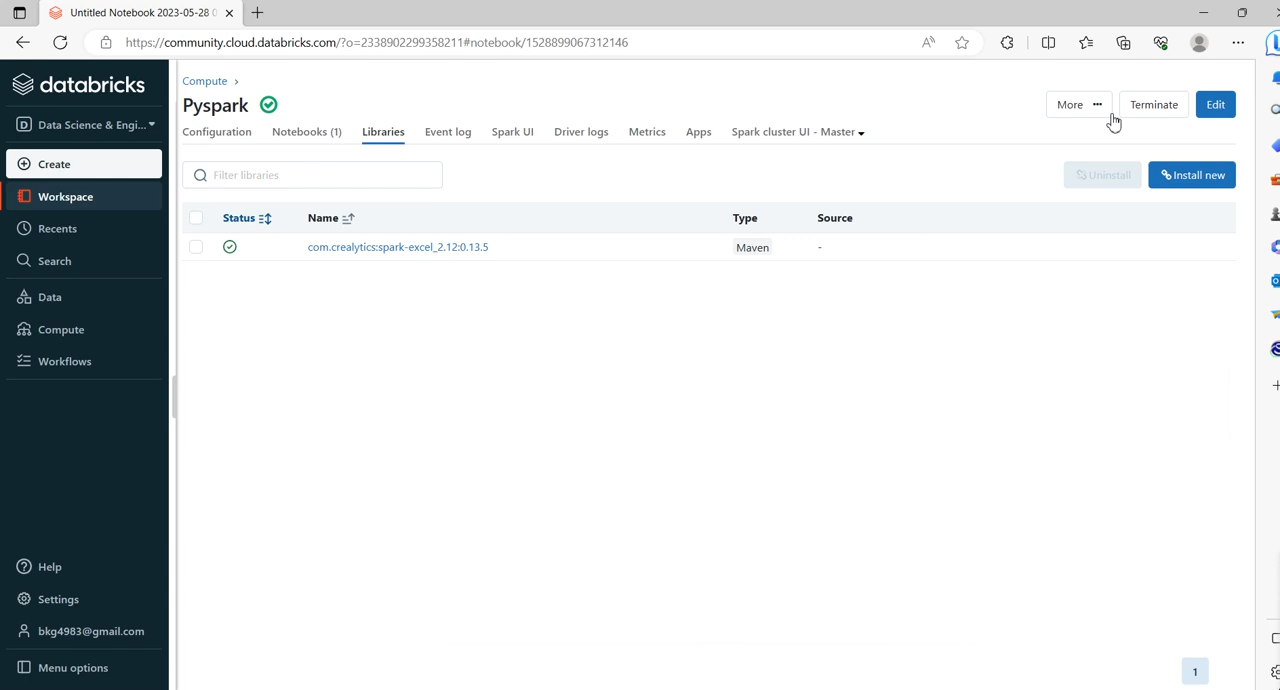 Untitled Notebook 2023-05-28 0
https://community.cloud.databricks.com/?o=2338902299358211#notebook/1528899067312146
databricks
Data Science & Engi...
Create
Workspace
Recents
Search
Data
Compute
Workflows
Help
Settings
bkg4983@gmail.com
Menu options
Compute ›
Pyspark
More
Terminate
Edit
Configuration Notebooks (1) Libraries Event log Spark UI Driver logs Metrics Apps Spark cluster UI - Master
Filter libraries
Uninstall
Install new
Status Name Type Source
com.crealytics:spark-excel_2.12:0.13.5 Maven -
1